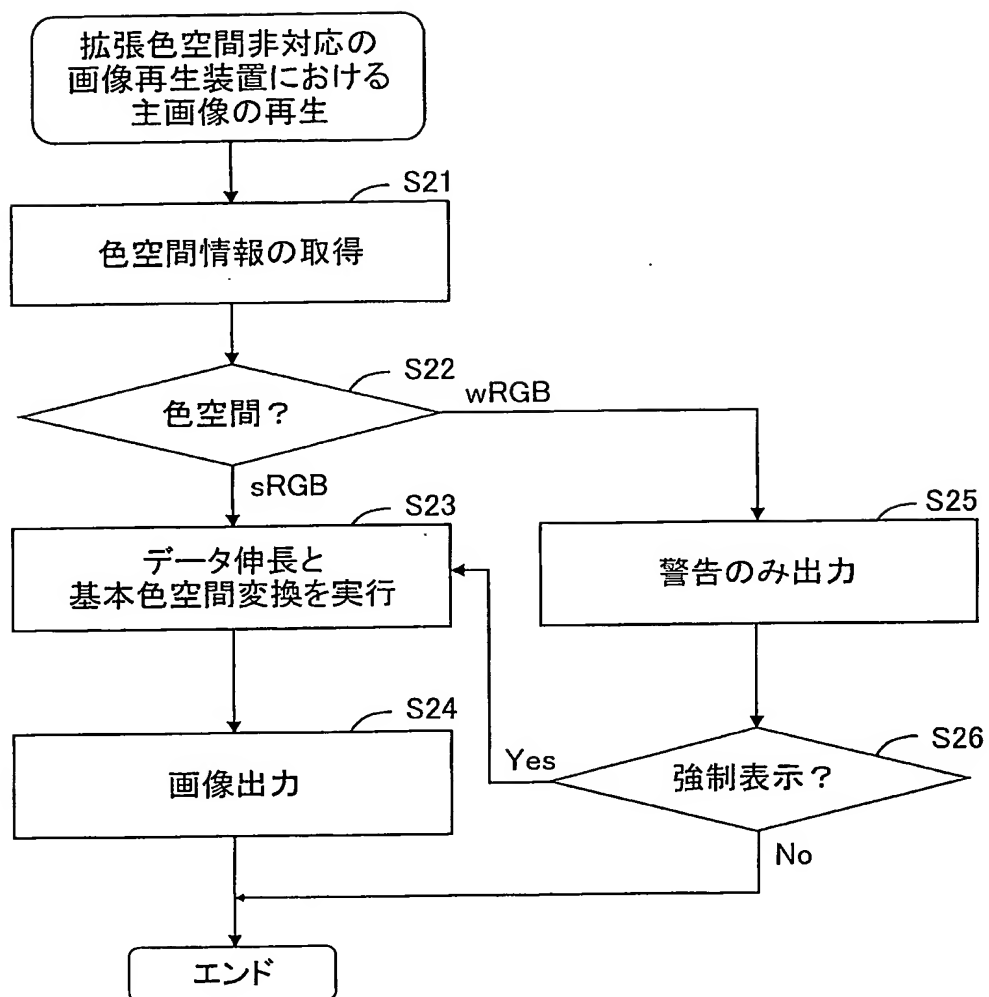 拡張色空間非対応の
画像再生装置における
主画像の再生
S21
色空間情報の取得
S22
色空間？
wRGB
sRGB
S23
データ伸長と
基本色空間変換を実行
S25
警告のみ出力
S24
画像出力
S26
強制表示？
Yes
No
エンド